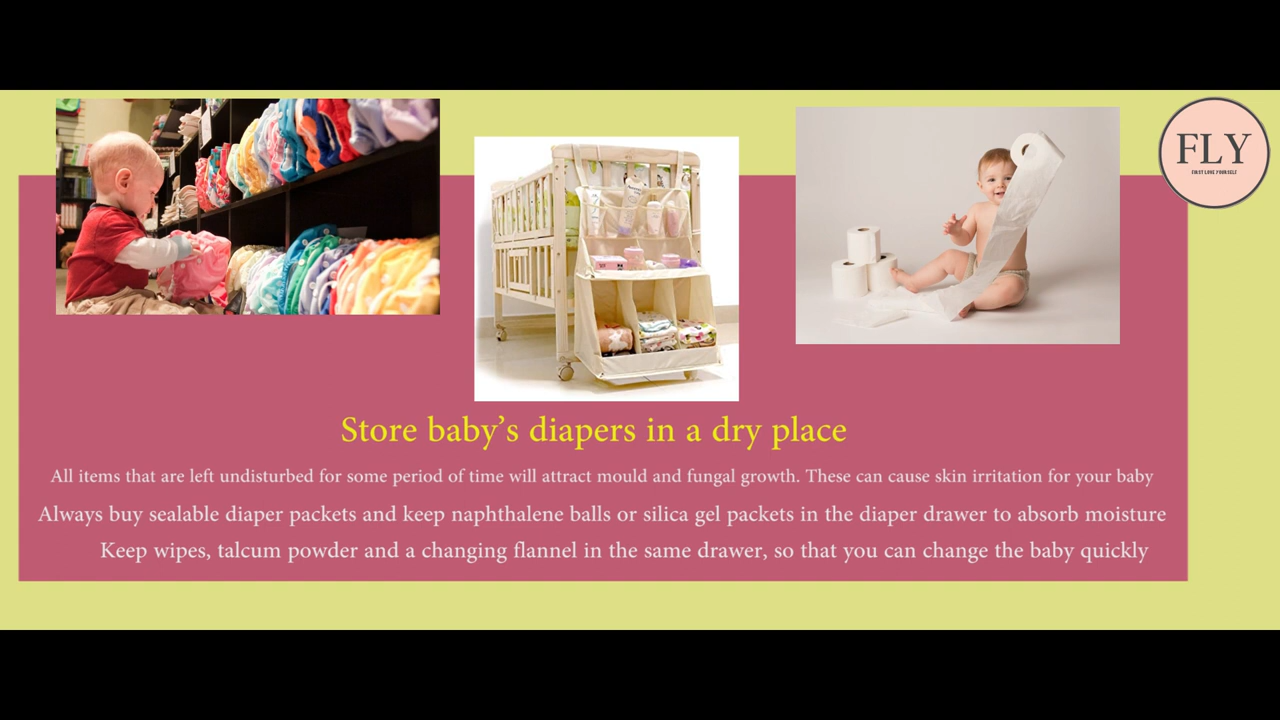 FLY
FIRST LOVE YOURSELF
Store baby’s diapers in a dry place
All items that are left undisturbed for some period of time will attract mould and fungal growth. These can cause skin irritation for your baby
Always buy sealable diaper packets and keep naphthalene balls or silica gel packets in the diaper drawer to absorb moisture
Keep wipes, talcum powder and a changing flannel in the same drawer, so that you can change the baby quickly